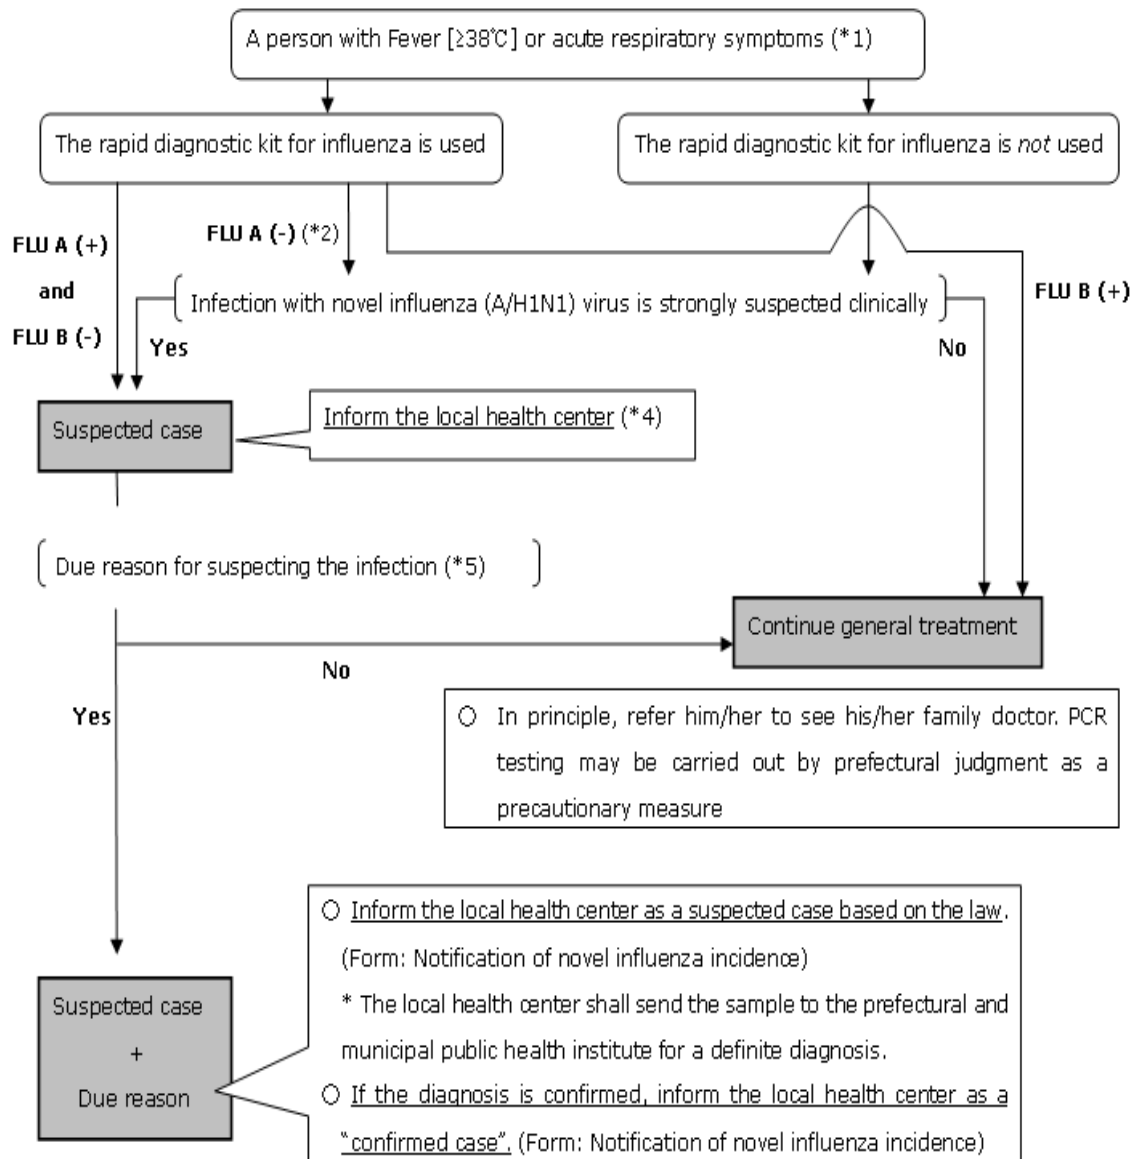 A person with Fever [≥38℃] or acute respiratory symptoms (*1)
The rapid diagnostic kit for influenza is used
The rapid diagnostic kit for influenza is not used
FLU A (+)
and
FLU B (-)
FLU A (-) (*2)
FLU B (+)
Infection with novel influenza (A/H1N1) virus is strongly suspected clinically
Yes
No
Suspected case
Inform the local health center (*4)
Due reason for suspecting the infection (*5)
Continue general treatment
No
Yes
○ In principle, refer him/her to see his/her family doctor. PCR
testing may be carried out by prefectural judgment as a
precautionary measure
Suspected case
+
Due reason
○ Inform the local health center as a suspected case based on the law.
(Form: Notification of novel influenza incidence)
* The local health center shall send the sample to the prefectural and
municipal public health institute for a definite diagnosis.
○ If the diagnosis is confirmed, inform the local health center as a
"confirmed case". (Form: Notification of novel influenza incidence)